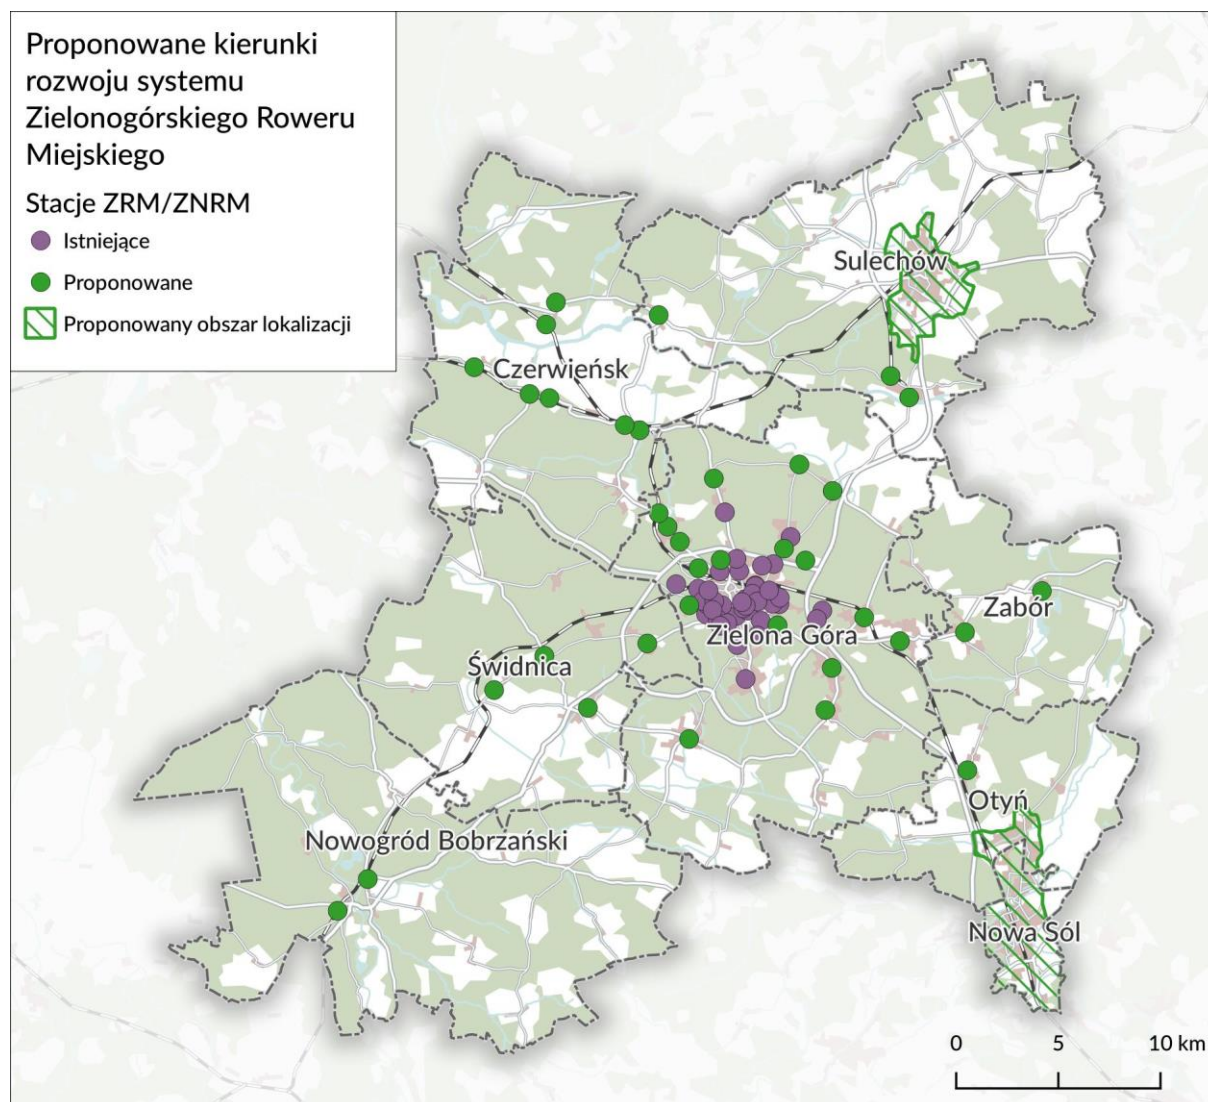 Proponowane kierunki
rozwoju systemu
Zielonogórskiego Roweru
Miejskiego
Stacje ZRM/ZNRM
Istniejące
Proponowane
Proponowany obszar lokalizacji
Sulechów
Czerwieńsk
Zabór
Zielona Góra
Świdnica
Otyń
Nowogród Bobrzański
Nowa Sól
0 5 10 km